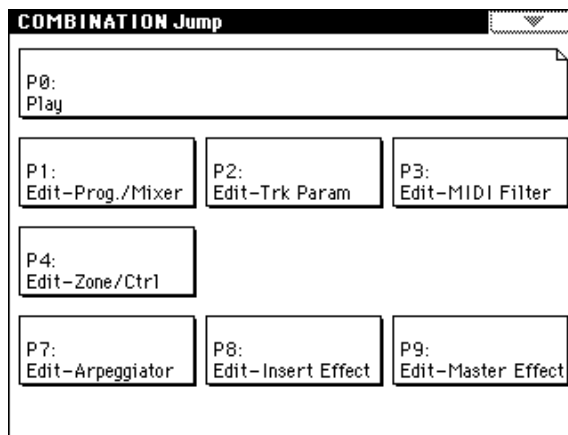 COMBINATION Jump
P0:
Play
P1:
Edit-Prog./Mixer
P2:
Edit-Trk Param
P3:
Edit-MIDI Filter
P4:
Edit-Zone/Ctrl
P7:
Edit-Arpeggiator
P8:
Edit-Insert Effect
P9:
Edit-Master Effect